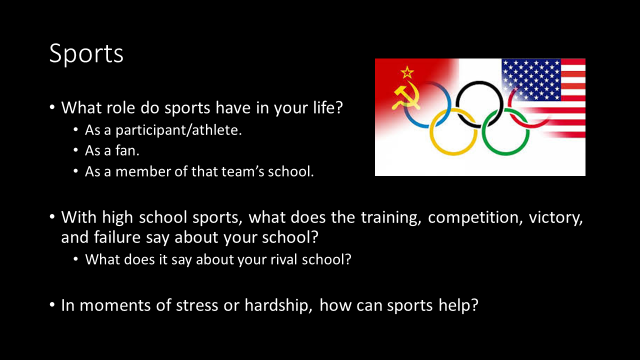 Sports
• What role do sports have in your life?
• As a participant/athlete.
• As a fan.
• As a member of that team's school.
• With high school sports, what does the training, competition, victory,
and failure say about your school?
• What does it say about your rival school?
• In moments of stress or hardship, how can sports help?